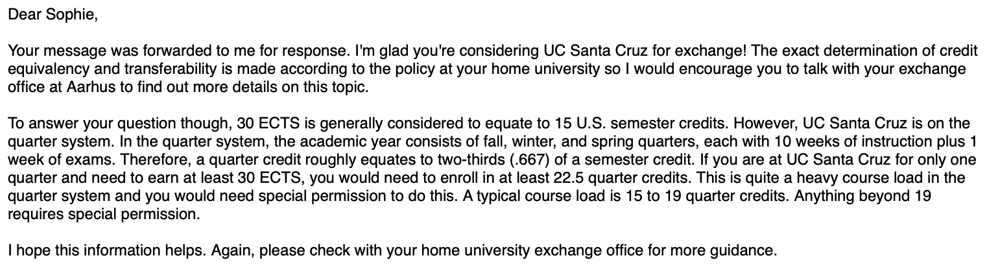 Dear Sophie,
Your message was forwarded to me for response. I'm glad you're considering UC Santa Cruz for exchange! The exact determination of credit
equivalency and transferability is made according to the policy at your home university so I would encourage you to talk with your exchange
office at Aarhus to find out more details on this topic.
To answer your question though, 30 ECTS is generally considered to equate to 15 U.S. semester credits. However, UC Santa Cruz is on the
quarter system. In the quarter system, the academic year consists of fall, winter, and spring quarters, each with 10 weeks of instruction plus 1
week of exams. Therefore, a quarter credit roughly equates to two-thirds (.667) of a semester credit. If you are at UC Santa Cruz for only one
quarter and need to earn at least 30 ECTS, you would need to enroll in at least 22.5 quarter credits. This is quite a heavy course load in the
quarter system and you would need special permission to do this. A typical course load is 15 to 19 quarter credits. Anything beyond 19
requires special permission.
I hope this information helps. Again, please check with your home university exchange office for more guidance.